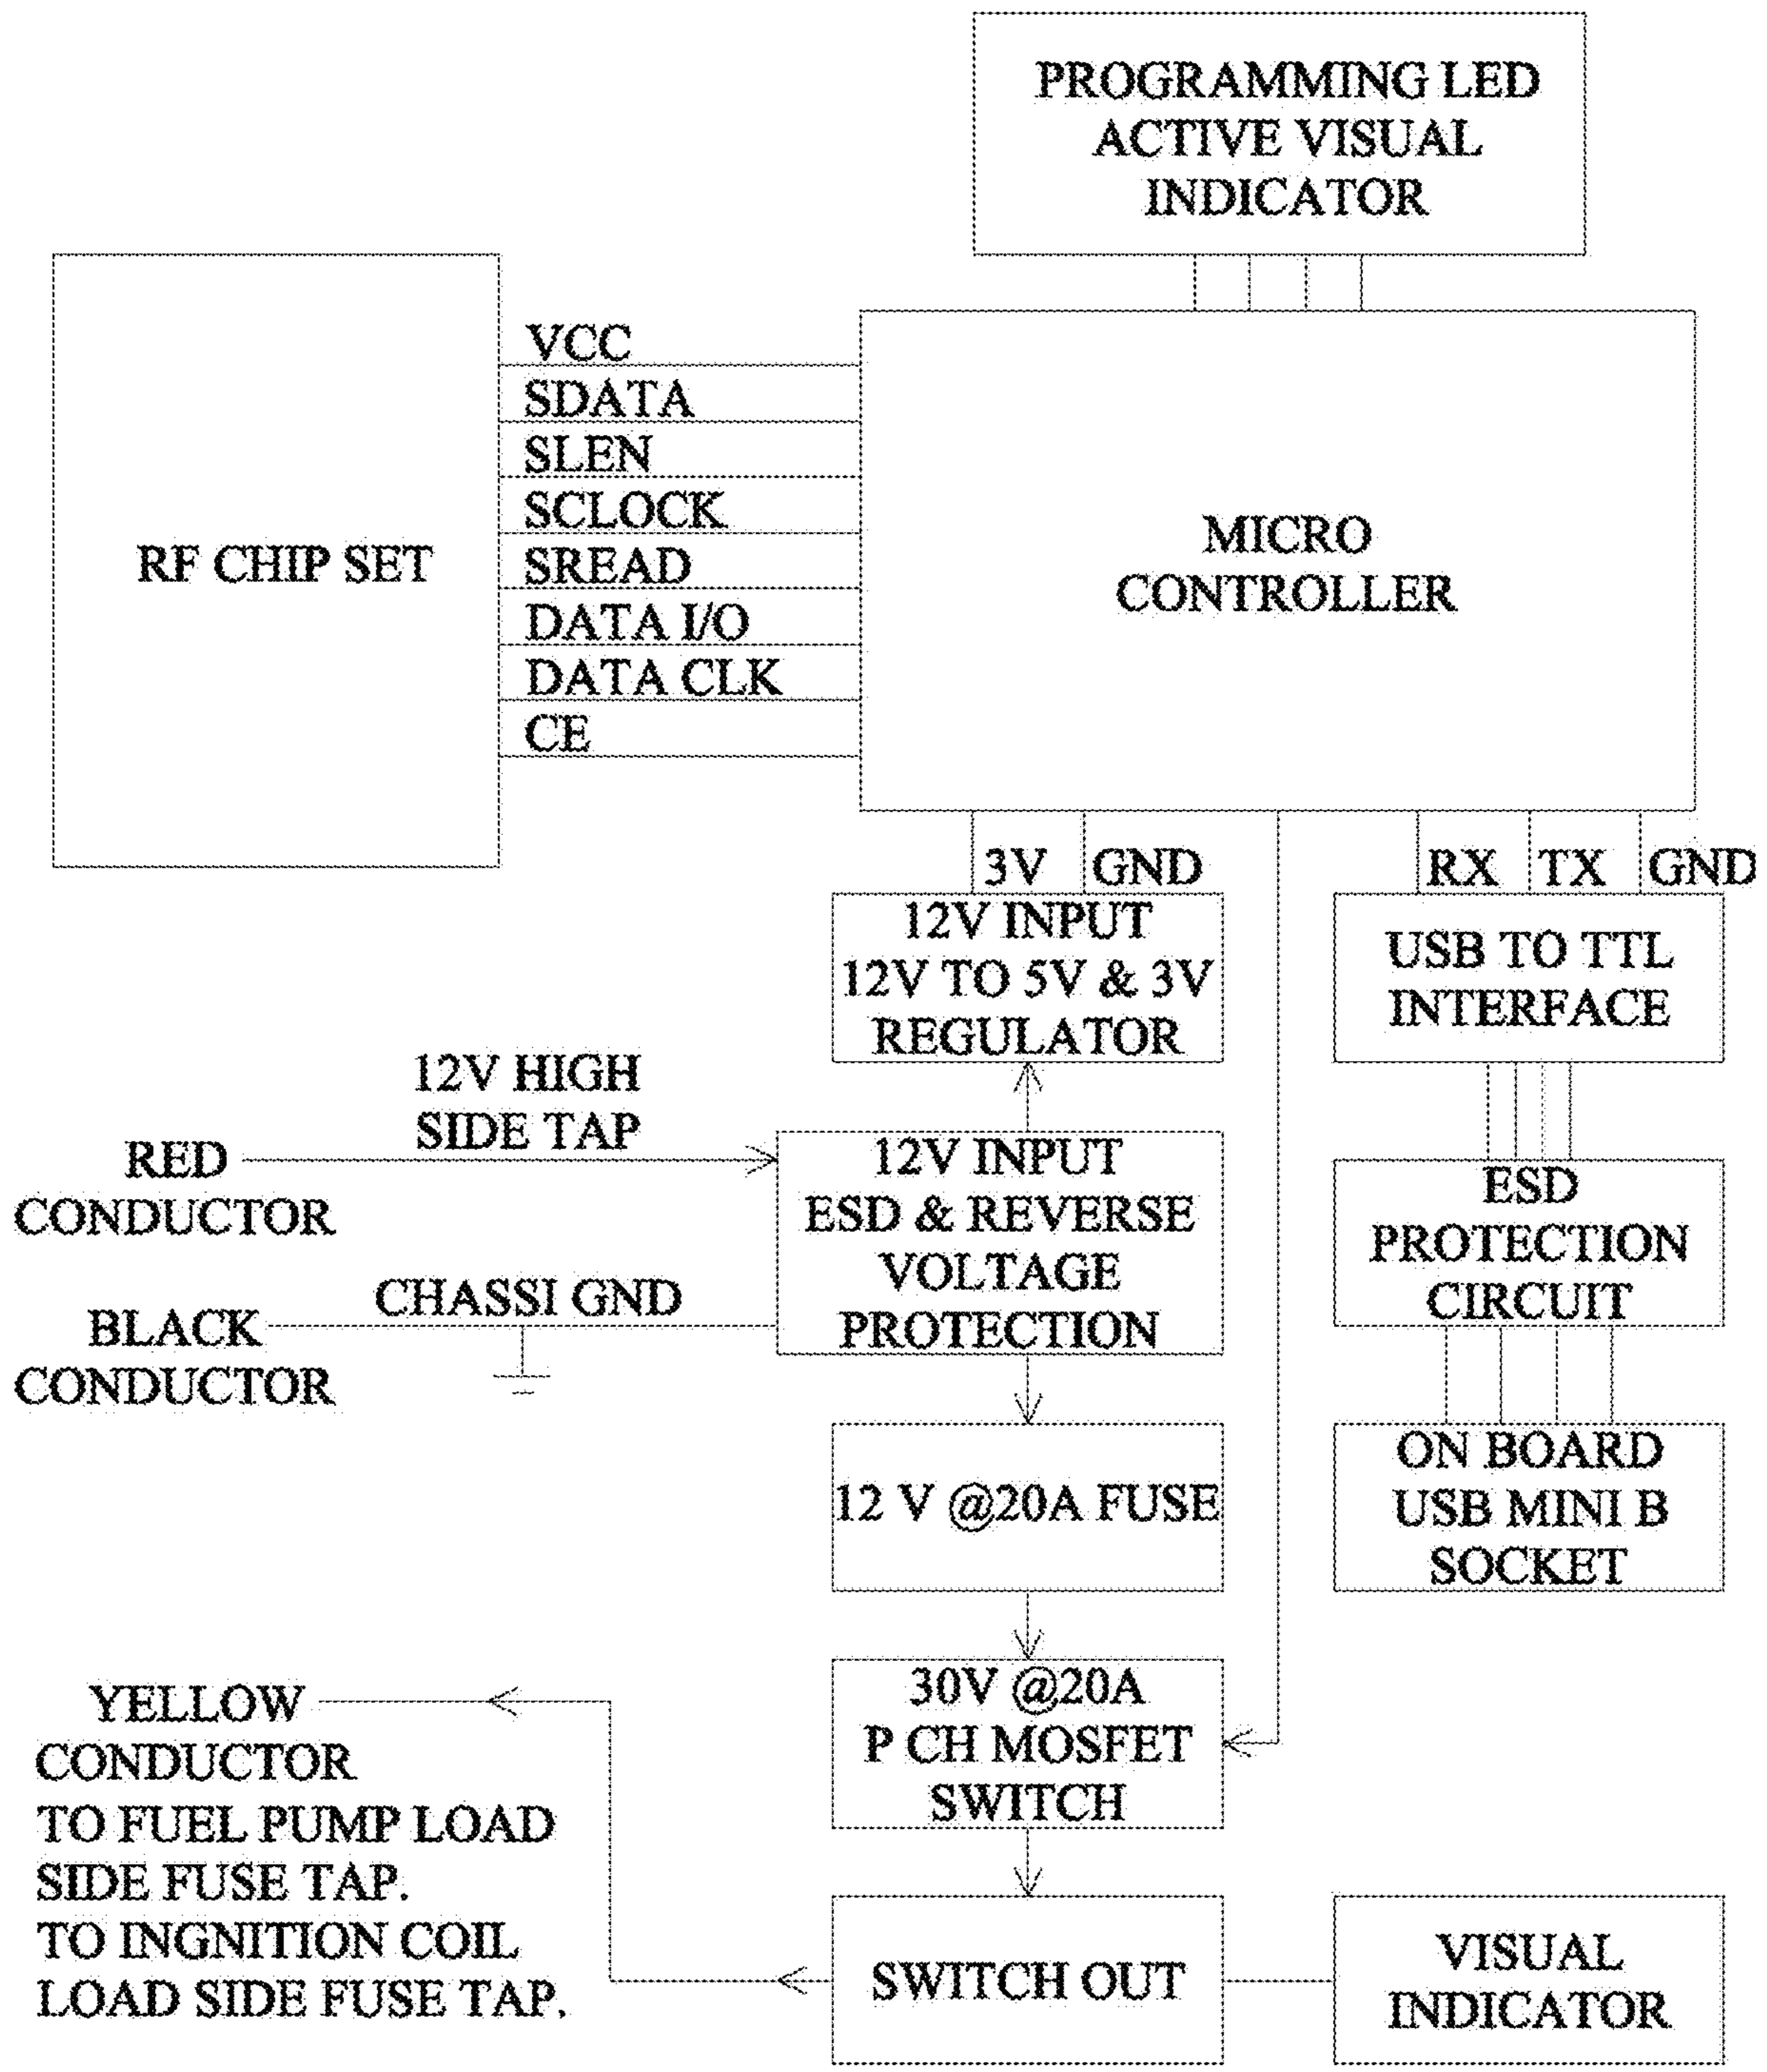 PROGRAMMING LED
ACTIVE VISUAL
INDICATOR
RF CHIP SET
VCC
SDATA
SLEN
SCLOCK
SREAD
DATA I/O
DATA CLK
CE
MICRO
CONTROLLER
3V
GND
RX
TX
GND
12V INPUT
12V TO 5V & 3V
REGULATOR
USB TO TTL
INTERFACE
12V HIGH
SIDE TAP
RED
CONDUCTOR
12V INPUT
ESD & REVERSE
VOLTAGE
PROTECTION
ESD
PROTECTION
CIRCUIT
CHASSI GND
BLACK
CONDUCTOR
12 V @20A FUSE
ON BOARD
USB MINI B
SOCKET
30V @20A
P CH MOSFET
SWITCH
YELLOW
CONDUCTOR
TO FUEL PUMP LOAD
SIDE FUSE TAP.
TO INGNITION COIL
LOAD SIDE FUSE TAP.
SWITCH OUT
VISUAL
INDICATOR